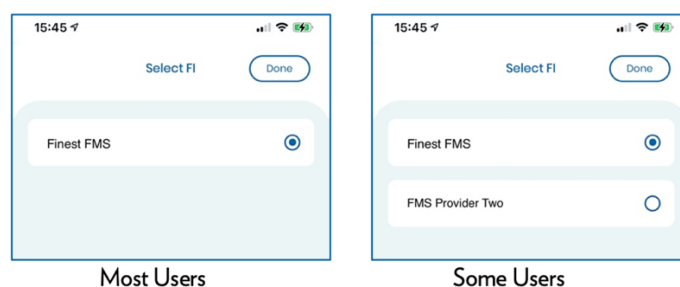 15:45
Select FI
Done
Finest FMS
Most Users
15:45
Select FI
Done
Finest FMS
FMS Provider Two
Some Users